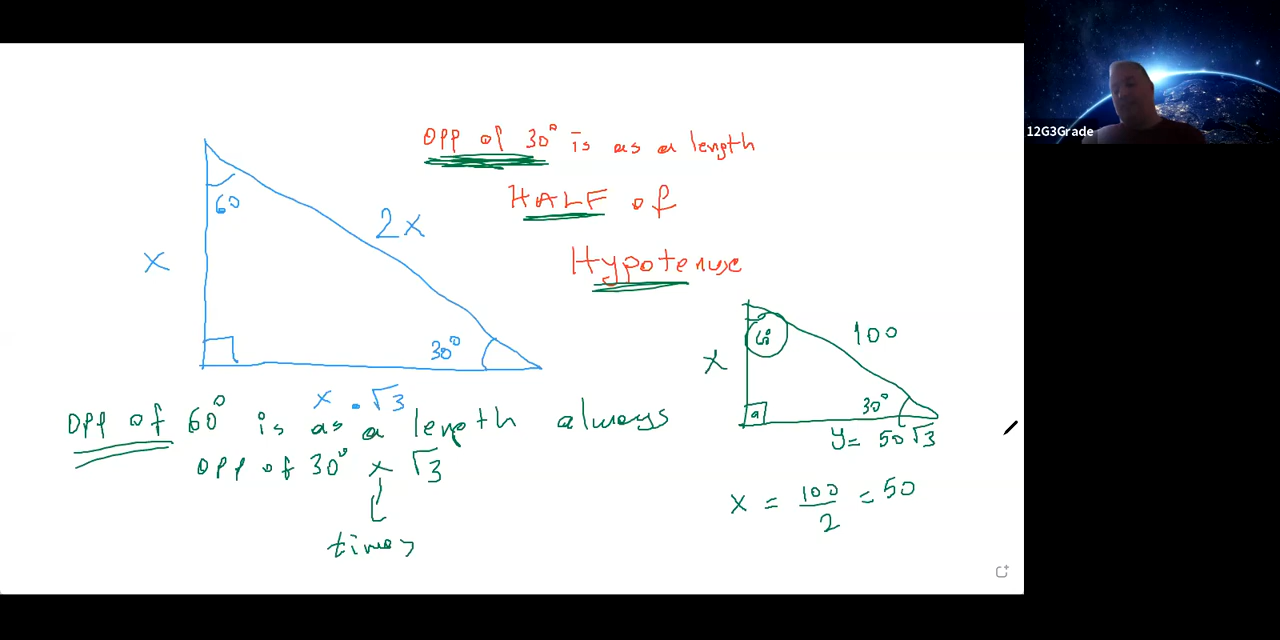 OPP of 30° is as a length
HALF of
Hypotenuse
60
2x
x
30°
x . √3
OPP of 60° is as a length always
OPP of 30° x √3
times
60°
100
x
30°
a
y = 50√3
x = 100/2 = 50
12G3Grade